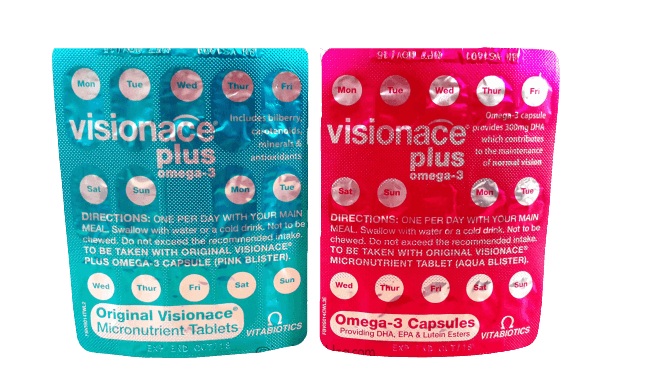 Mon Tue Wed Thur Fri
visionace®
plus
omega-3
Includes bilberry,
carotenoids,
minerals &
antioxidants
Sat Sun Mon Tue
DIRECTIONS: ONE PER DAY WITH YOUR MAIN
MEAL. Swallow with water or a cold drink. Not to be
chewed. Do not exceed the recommended intake.
TO BE TAKEN WITH ORIGINAL VISIONACE®
PLUS OMEGA-3 CAPSULE (PINK BLISTER).
Wed Thur Fri Sat Sun
Original Visionace®
Micronutrient Tablets
VITABIOTICS
EXP END OCT/16
Mon Tue Wed Thur Fri
visionace®
plus
omega-3
Omega-3 capsule
provides 300mg DHA
which contributes
to the maintenance
of normal vision
Sat Sun Mon Tue
DIRECTIONS: ONE PER DAY WITH YOUR MAIN
MEAL. Swallow with water or a cold drink. Not to be
chewed. Do not exceed the recommended intake.
TO BE TAKEN WITH ORIGINAL VISIONACE®
MICRONUTRIENT TABLET (AQUA BLISTER).
Wed Thur Fri Sat Sun
Omega-3 Capsules
Providing DHA, EPA & Lutein Esters
VITABIOTICS